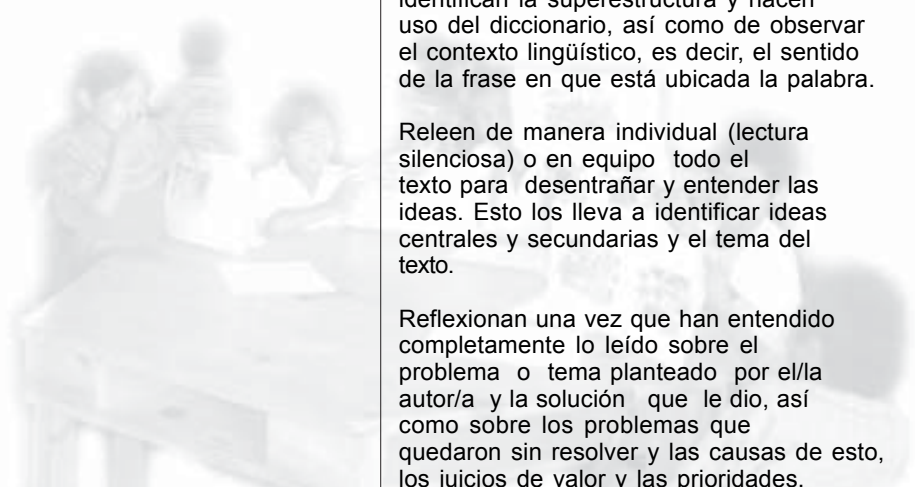 identifican la superestructura y hacen
uso del diccionario, así como de observar
el contexto lingüístico, es decir, el sentido
de la frase en que está ubicada la palabra.
Releen de manera individual (lectura
silenciosa) o en equipo todo el
texto para desentrañar y entender las
ideas. Esto los lleva a identificar ideas
centrales y secundarias y el tema del
texto.
Reflexionan una vez que han entendido
completamente lo leído sobre el
problema o tema planteado por el/la
autor/a y la solución que le dio, así
como sobre los problemas que
quedaron sin resolver y las causas de esto,
los juicios de valor y las prioridades.